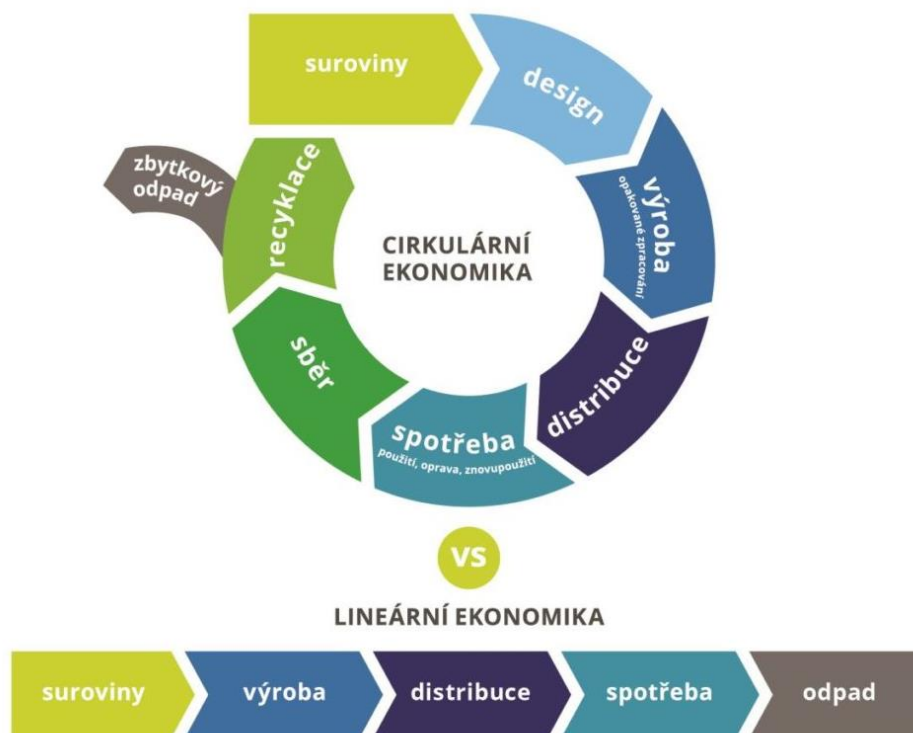 suroviny
design
výroba
opakované zpracování
distribuce
spotřeba
použití, oprava, znovupoužití
sběr
recyklace
zbytkový
odpad
CIRKULÁRNÍ
EKONOMIKA
VS
LINEÁRNÍ EKONOMIKA
suroviny
výroba
distribuce
spotřeba
odpad